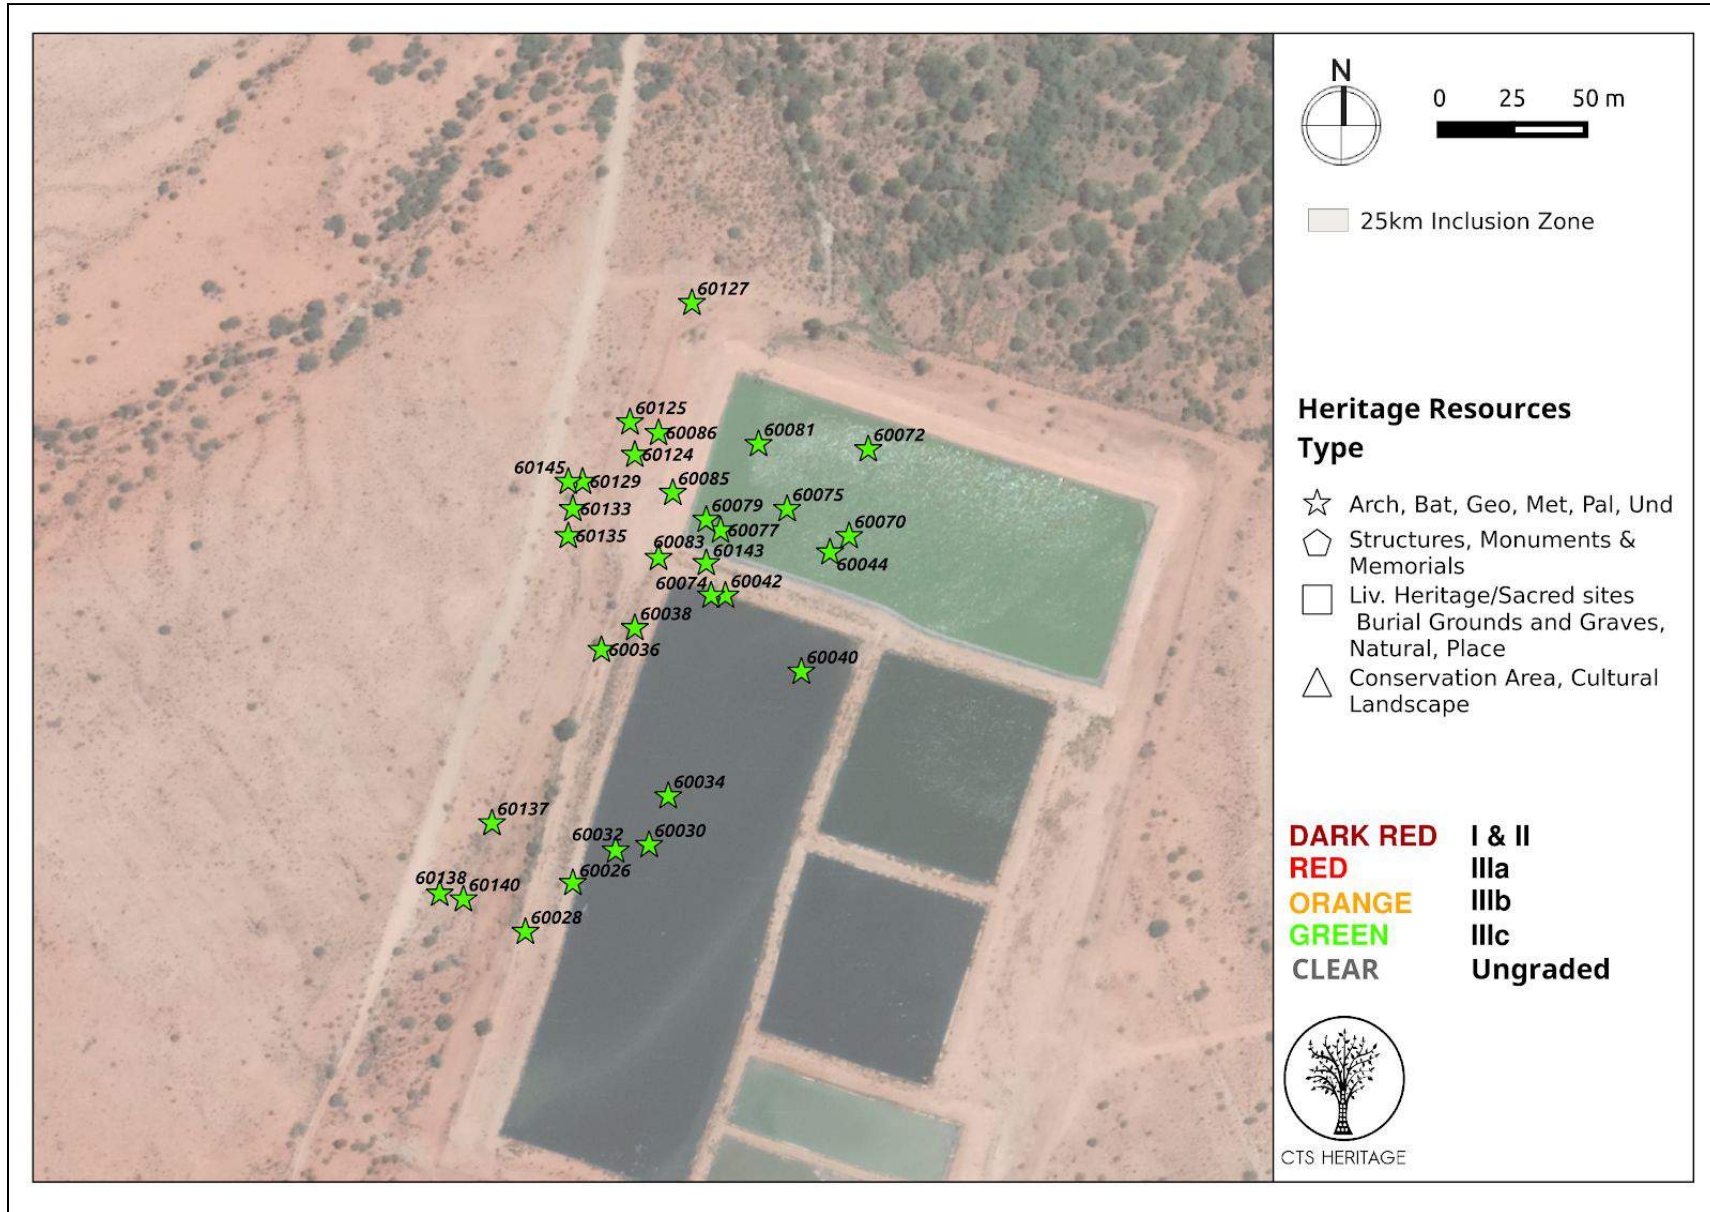 N
0 25 50 m
25km Inclusion Zone
60127
60125
60086
60081
60072
60124
60145
60129
60085
60133
60079
60075
60077
60070
60135
60083
60143
60044
60074
60042
60038
60036
60040
60034
60137
60032
60030
60026
60138
60140
60028
Heritage Resources
Type
Arch, Bat, Geo, Met, Pal, Und
Structures, Monuments &
Memorials
Liv. Heritage/Sacred sites
Burial Grounds and Graves,
Natural, Place
Conservation Area, Cultural
Landscape
DARK RED I & II
RED IIIa
ORANGE IIIb
GREEN IIIc
CLEAR Ungraded
CTS HERITAGE